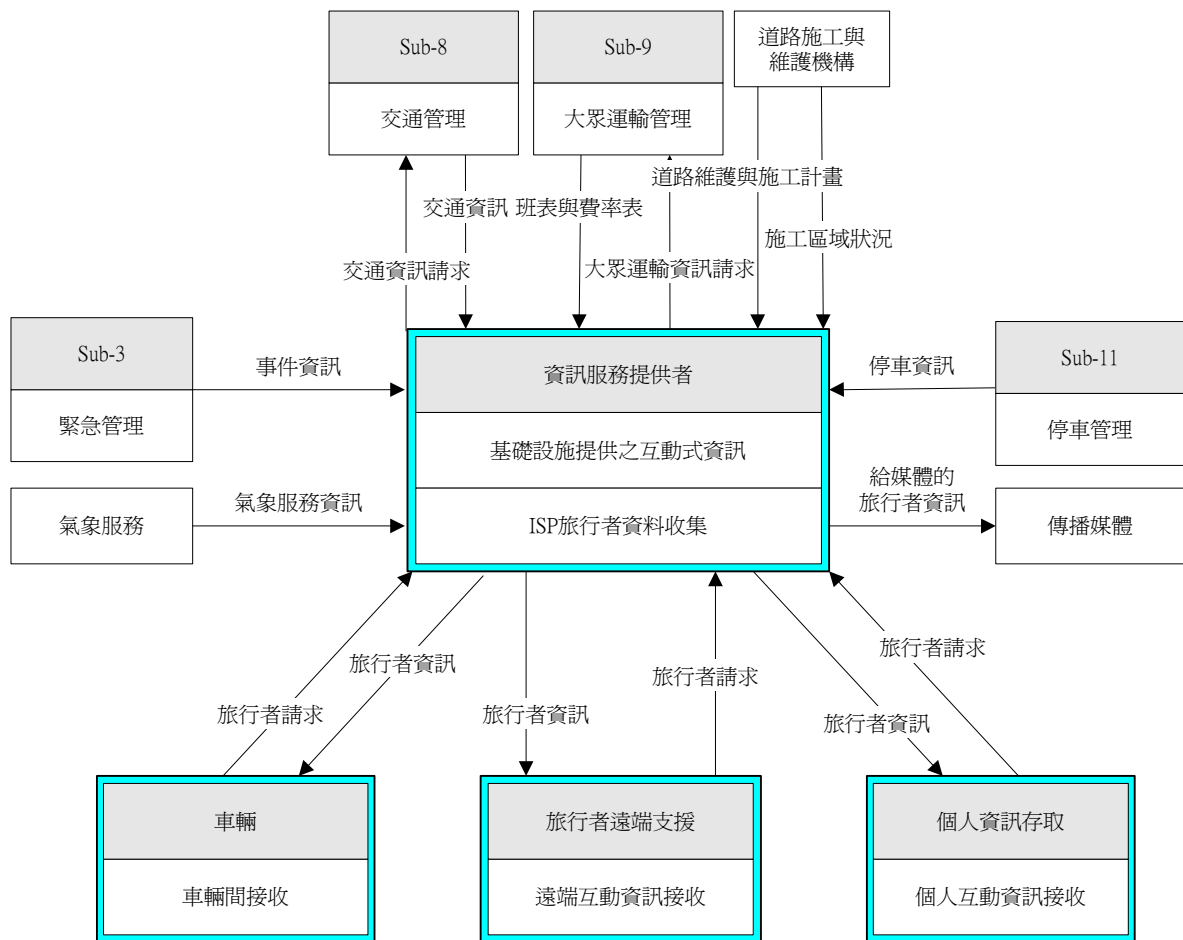 Sub-8
Sub-9
道路施工與
維護機構
交通管理
大眾運輸管理
道路維護與施工計畫
交通資訊
班表與費率表
施工區域狀況
交通資訊請求
大眾運輸資訊請求
Sub-3
緊急管理
事件資訊
資訊服務提供者
停車資訊
Sub-11
停車管理
基礎設施提供之互動式資訊
氣象服務
氣象服務資訊
ISP旅行者資料收集
給媒體的
旅行者資訊
傳播媒體
旅行者請求
旅行者資訊
旅行者資訊
旅行者請求
旅行者資訊
旅行者請求
車輛
車輛間接收
旅行者遠端支援
遠端互動資訊接收
個人資訊存取
個人互動資訊接收